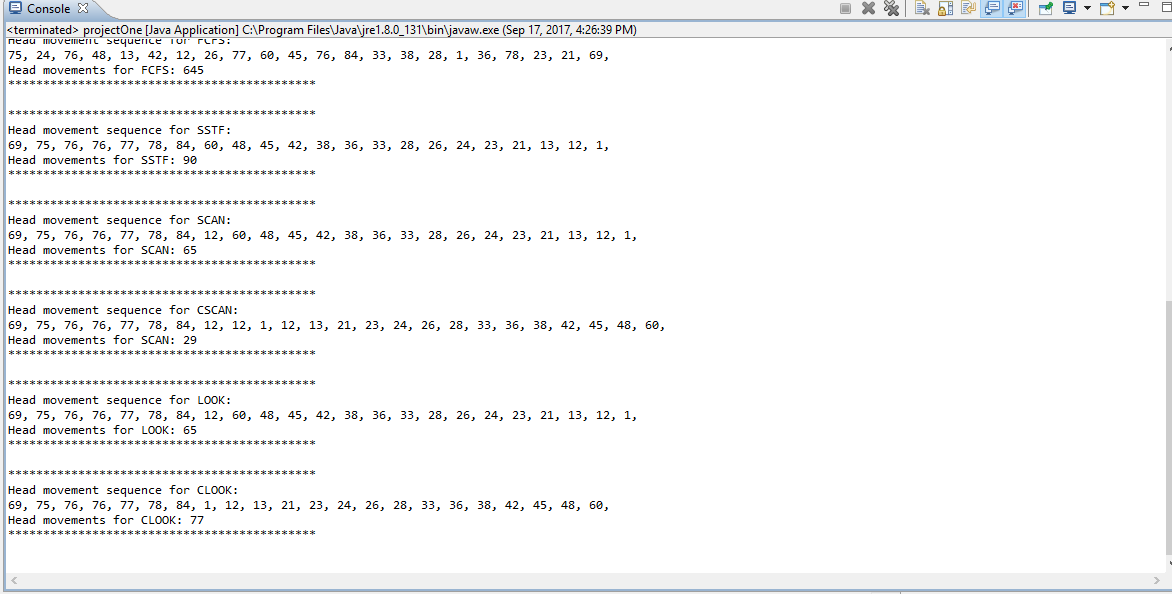 Console
<terminated> projectOne [Java Application] C:\Program Files\Java\jre1.8.0_131\bin\javaw.exe (Sep 17, 2017, 4:26:39 PM)
Head movement sequence for FCFS:
75, 24, 76, 48, 13, 42, 12, 26, 77, 60, 45, 76, 84, 33, 38, 28, 1, 36, 78, 23, 21, 69,
Head movements for FCFS: 645
********************************************
********************************************
Head movement sequence for SSTF:
69, 75, 76, 76, 77, 78, 84, 60, 48, 45, 42, 38, 36, 33, 28, 26, 24, 23, 21, 13, 12, 1,
Head movements for SSTF: 90
********************************************
********************************************
Head movement sequence for SCAN:
69, 75, 76, 76, 77, 78, 84, 12, 60, 48, 45, 42, 38, 36, 33, 28, 26, 24, 23, 21, 13, 12, 1,
Head movements for SCAN: 65
********************************************
********************************************
Head movement sequence for CSCAN:
69, 75, 76, 76, 77, 78, 84, 12, 12, 1, 12, 13, 21, 23, 24, 26, 28, 33, 36, 38, 42, 45, 48, 60,
Head movements for SCAN: 29
********************************************
********************************************
Head movement sequence for LOOK:
69, 75, 76, 76, 77, 78, 84, 12, 60, 48, 45, 42, 38, 36, 33, 28, 26, 24, 23, 21, 13, 12, 1,
Head movements for LOOK: 65
********************************************
********************************************
Head movement sequence for CLOOK:
69, 75, 76, 76, 77, 78, 84, 1, 12, 13, 21, 23, 24, 26, 28, 33, 36, 38, 42, 45, 48, 60,
Head movements for CLOOK: 77
********************************************